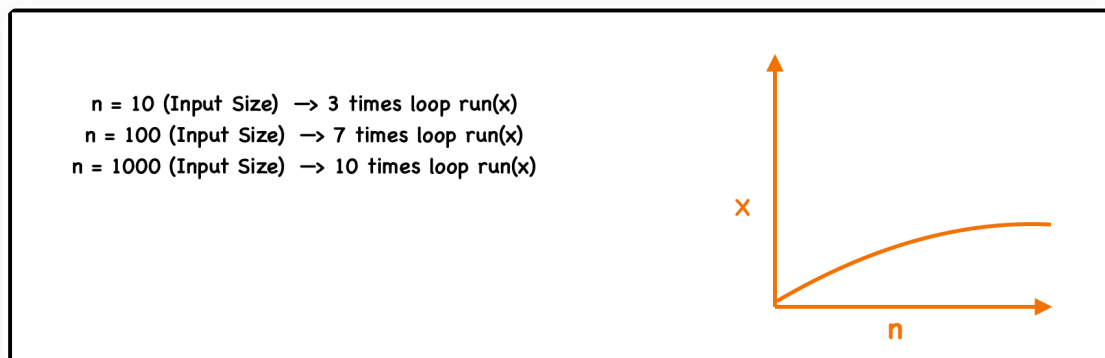 n = 10 (Input Size) → 3 times loop run(x)
n = 100 (Input Size) → 7 times loop run(x)
n = 1000 (Input Size) → 10 times loop run(x)
x
n